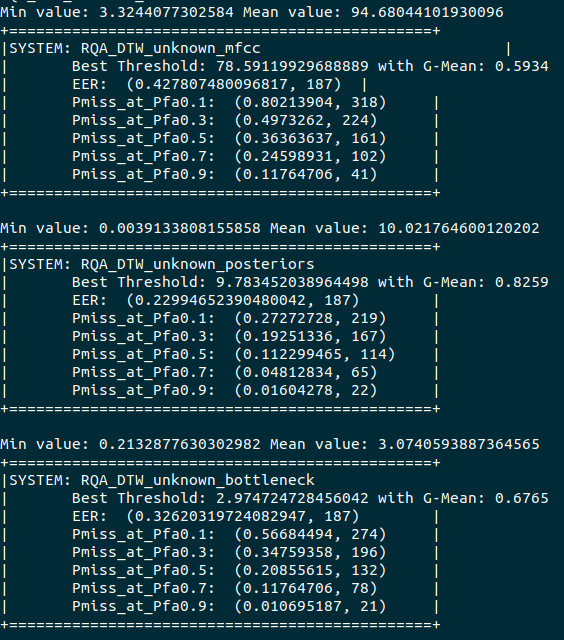 Min value: 3.3244077302584 Mean value: 94.68044101930096
+===============================================+
|SYSTEM: RQA_DTW_unknown_mfcc |
| Best Threshold: 78.59119929688889 with G-Mean: 0.5934
| EER: (0.427807480096817, 187) |
| Pmiss_at_Pfa0.1: (0.80213904, 318) |
| Pmiss_at_Pfa0.3: (0.4973262, 224) |
| Pmiss_at_Pfa0.5: (0.36363637, 161) |
| Pmiss_at_Pfa0.7: (0.24598931, 102) |
| Pmiss_at_Pfa0.9: (0.11764706, 41) |
+===============================================+
Min value: 0.0039133808155858 Mean value: 10.021764600120202
+===============================================+
|SYSTEM: RQA_DTW_unknown_posteriors
| Best Threshold: 9.783452038964498 with G-Mean: 0.8259
| EER: (0.22994652390480042, 187) |
| Pmiss_at_Pfa0.1: (0.27272728, 219) |
| Pmiss_at_Pfa0.3: (0.19251336, 167) |
| Pmiss_at_Pfa0.5: (0.112299465, 114) |
| Pmiss_at_Pfa0.7: (0.04812834, 65) |
| Pmiss_at_Pfa0.9: (0.01604278, 22) |
+===============================================+
Min value: 0.2132877630302982 Mean value: 3.0740593887364565
+===============================================+
|SYSTEM: RQA_DTW_unknown_bottleneck
| Best Threshold: 2.974724728456042 with G-Mean: 0.6765
| EER: (0.32620319724082947, 187) |
| Pmiss_at_Pfa0.1: (0.56684494, 274) |
| Pmiss_at_Pfa0.3: (0.34759358, 196) |
| Pmiss_at_Pfa0.5: (0.20855615, 132) |
| Pmiss_at_Pfa0.7: (0.11764706, 78) |
| Pmiss_at_Pfa0.9: (0.010695187, 21) |
+===============================================+